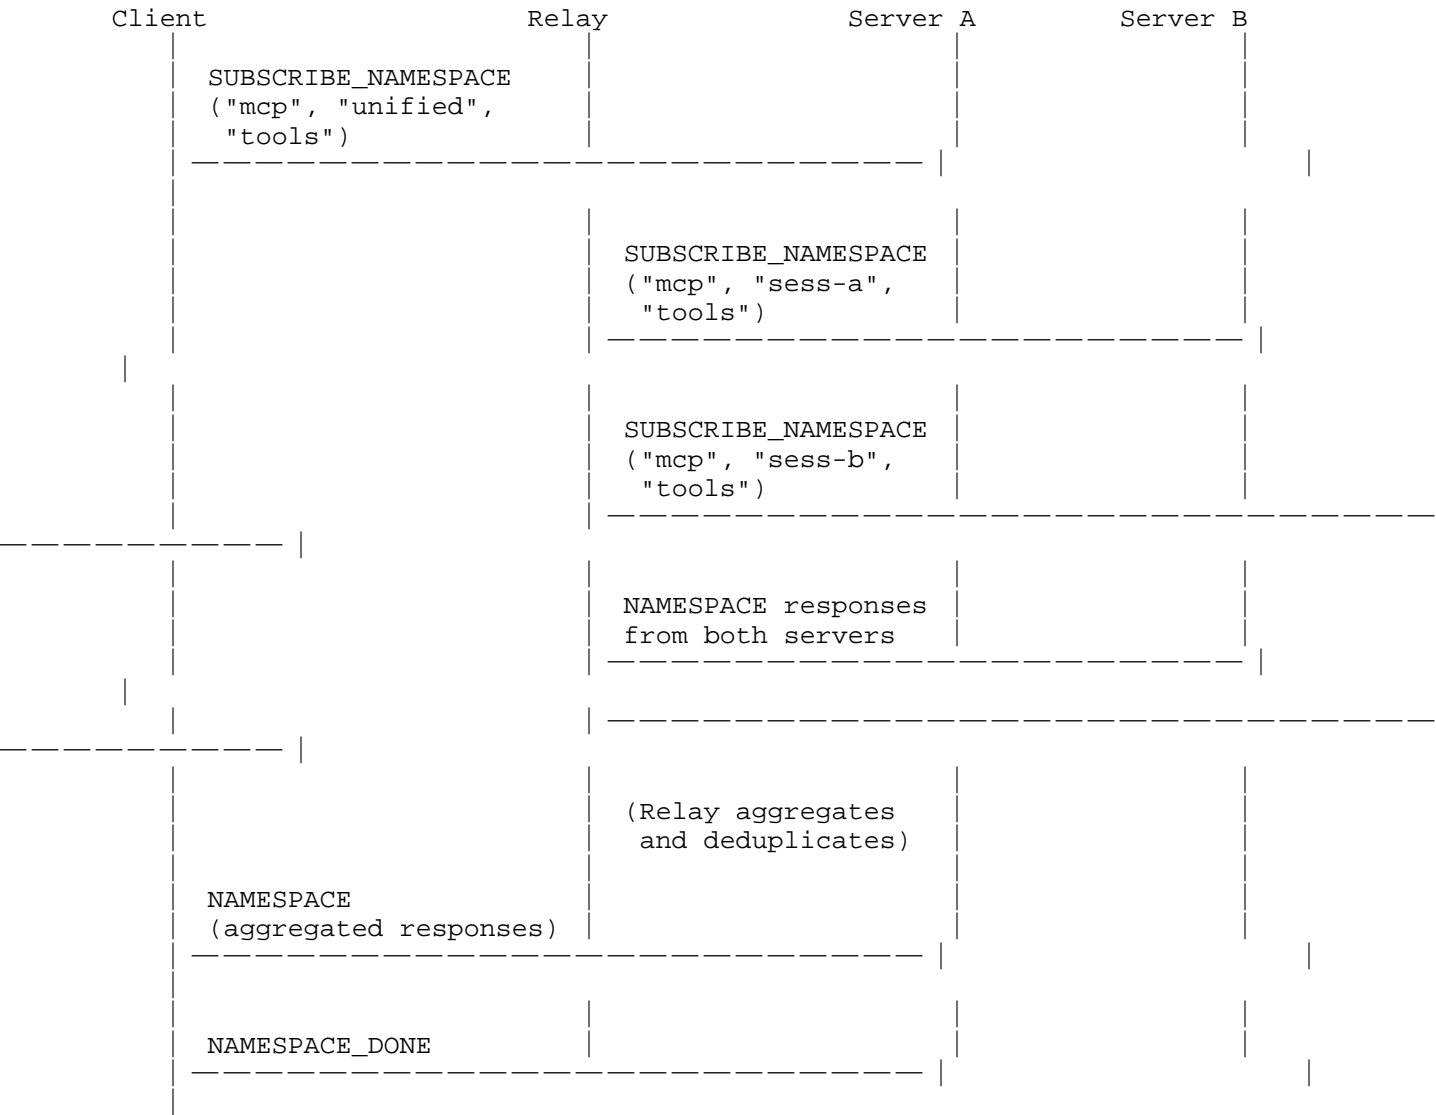 Client Relay Server A Server B
SUBSCRIBE_NAMESPACE
("mcp", "unified",
"tools")
SUBSCRIBE_NAMESPACE
("mcp", "sess-a",
"tools")
SUBSCRIBE_NAMESPACE
("mcp", "sess-b",
"tools")
NAMESPACE responses
from both servers
(Relay aggregates
and deduplicates)
NAMESPACE
(aggregated responses)
NAMESPACE_DONE